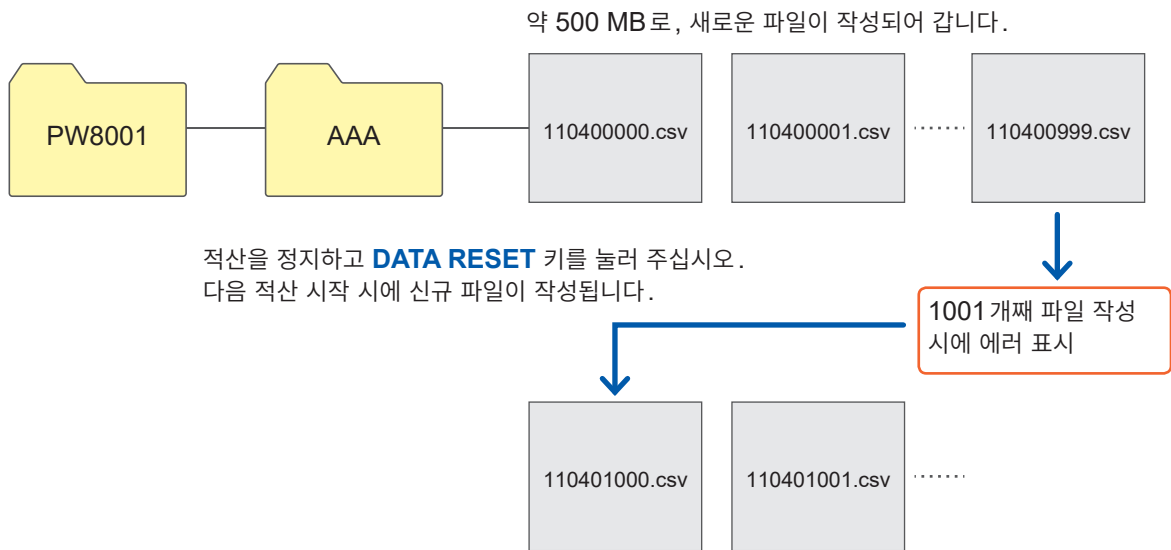 약 500 MB로, 새로운 파일이 작성되어 갑니다.
PW8001
AAA
110400000.csv
110400001.csv
110400999.csv
적산을 정지하고 DATA RESET 키를 눌러 주십시오.
다음 적산 시작 시에 신규 파일이 작성됩니다.
1001개째 파일 작성
시에 에러 표시
110401000.csv
110401001.csv